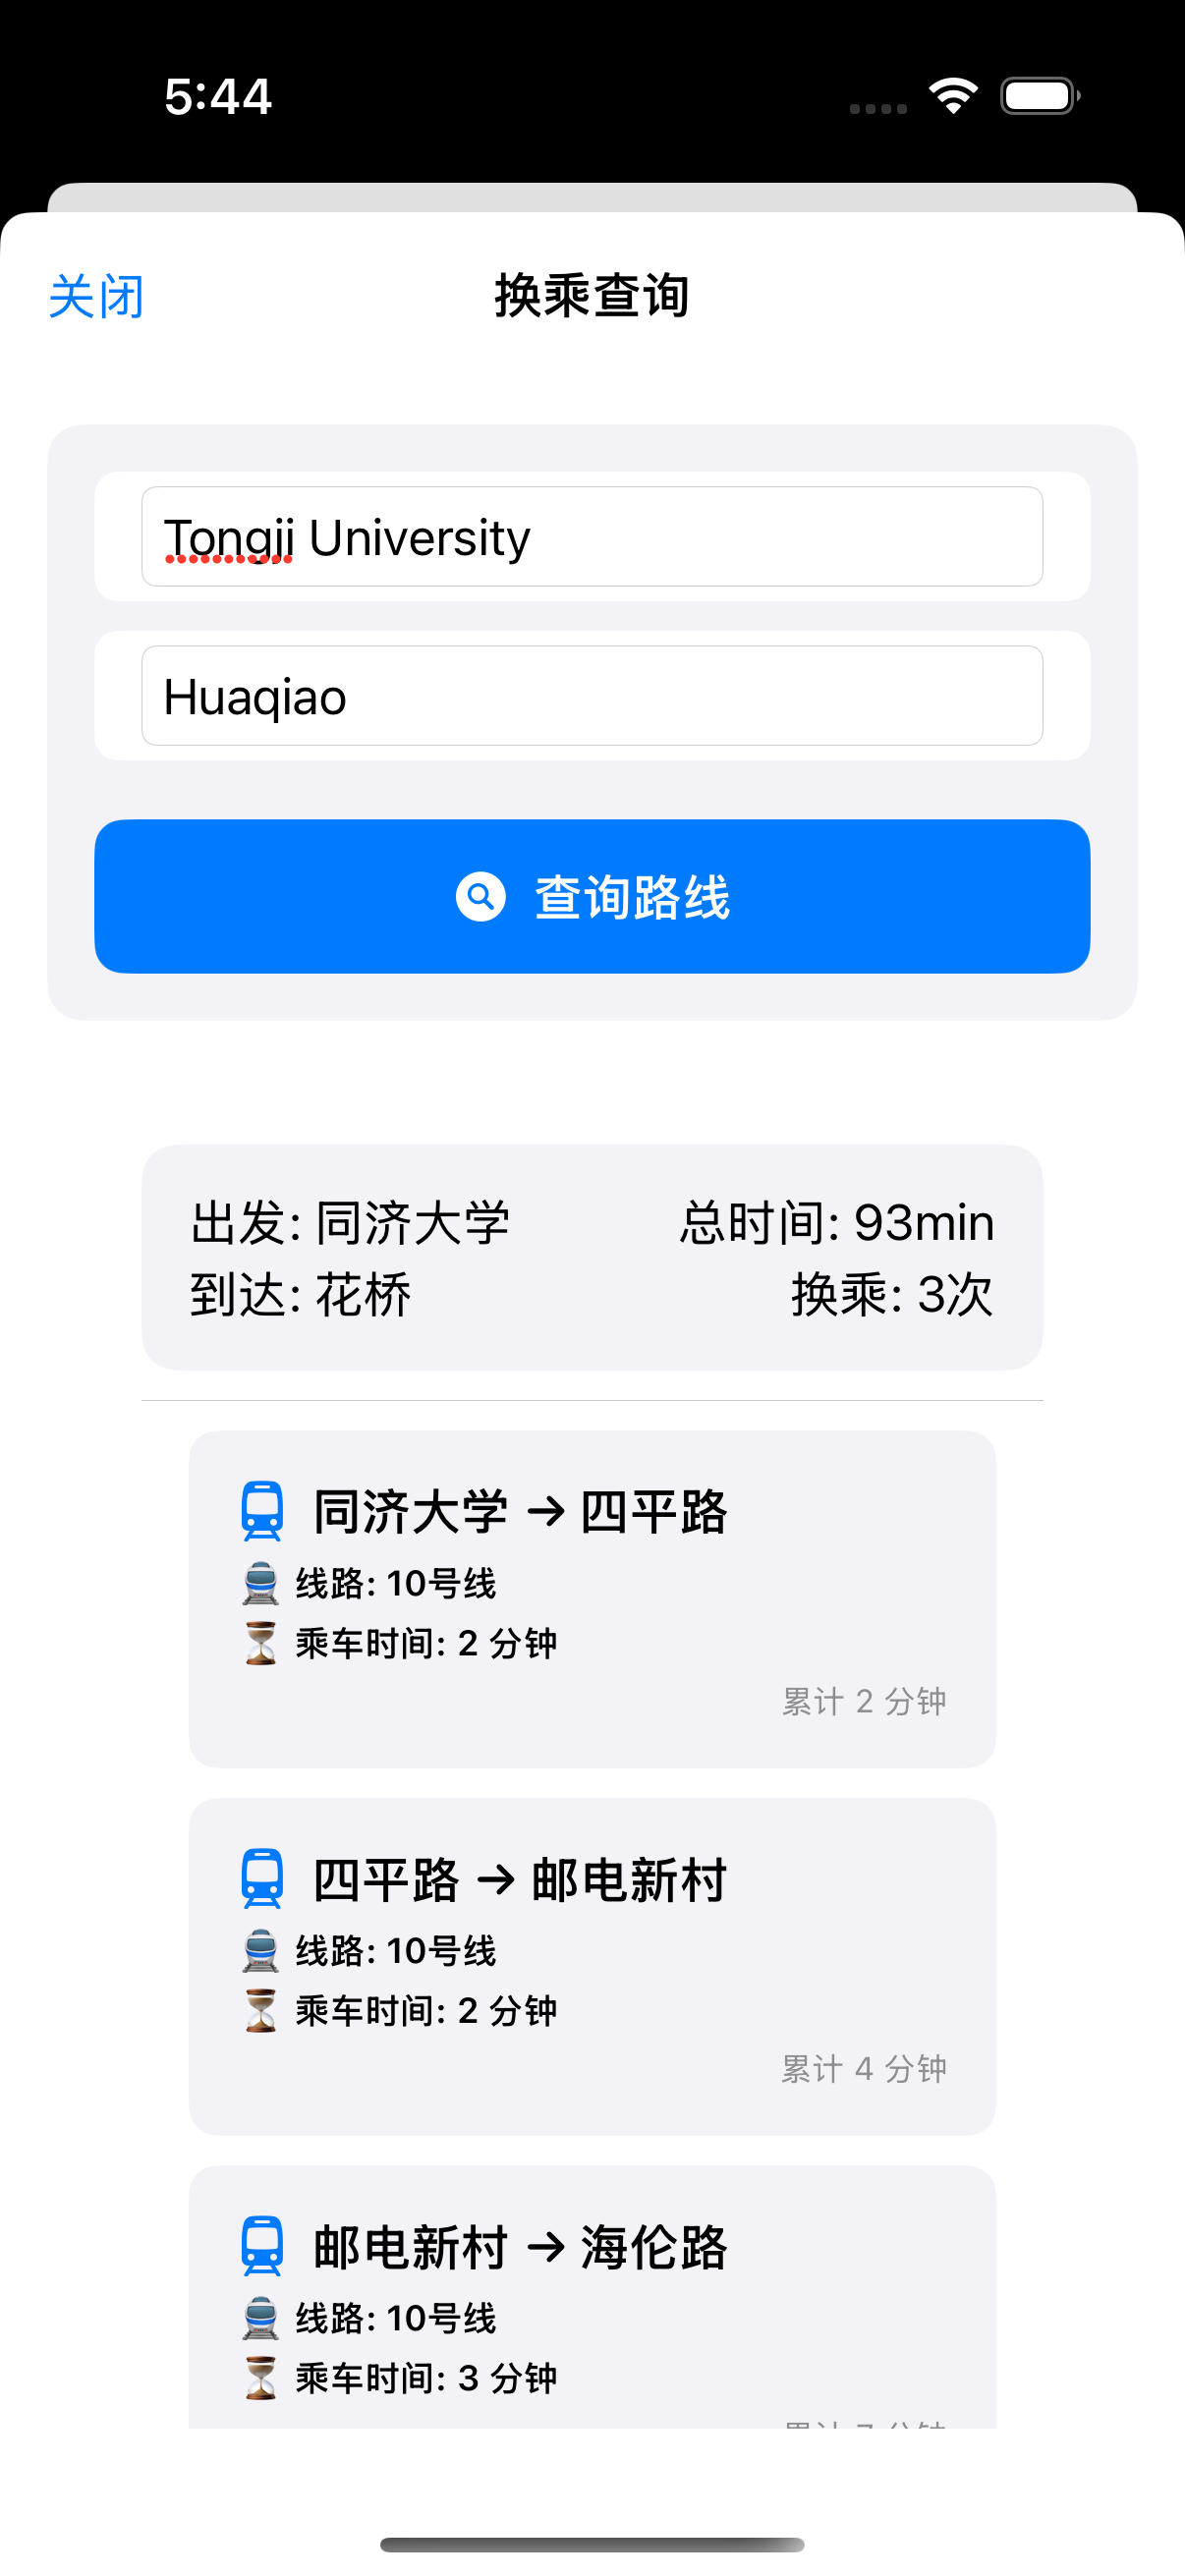 5:44
关闭
换乘查询
Tongji University
Huaqiao
查询路线
出发: 同济大学
总时间: 93min
到达: 花桥
换乘: 3次
同济大学 → 四平路
线路: 10号线
乘车时间: 2 分钟
累计 2 分钟
四平路 → 邮电新村
线路: 10号线
乘车时间: 2 分钟
累计 4 分钟
邮电新村 → 海伦路
线路: 10号线
乘车时间: 3 分钟